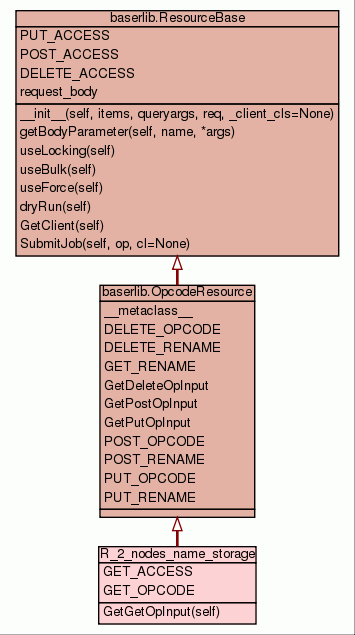 baserlib.ResourceBase
PUT_ACCESS
POST_ACCESS
DELETE_ACCESS
request_body
__init__(self, items, queryargs, req, _client_cls=None)
getBodyParameter(self, name, *args)
useLocking(self)
useBulk(self)
useForce(self)
dryRun(self)
GetClient(self)
SubmitJob(self, op, cl=None)
baserlib.OpcodeResource
__metaclass__
DELETE_OPCODE
DELETE_RENAME
GET_RENAME
GetDeleteOpInput
GetPostOpInput
GetPutOpInput
POST_OPCODE
POST_RENAME
PUT_OPCODE
PUT_RENAME
R_2_nodes_name_storage
GET_ACCESS
GET_OPCODE
GetGetOpInput(self)